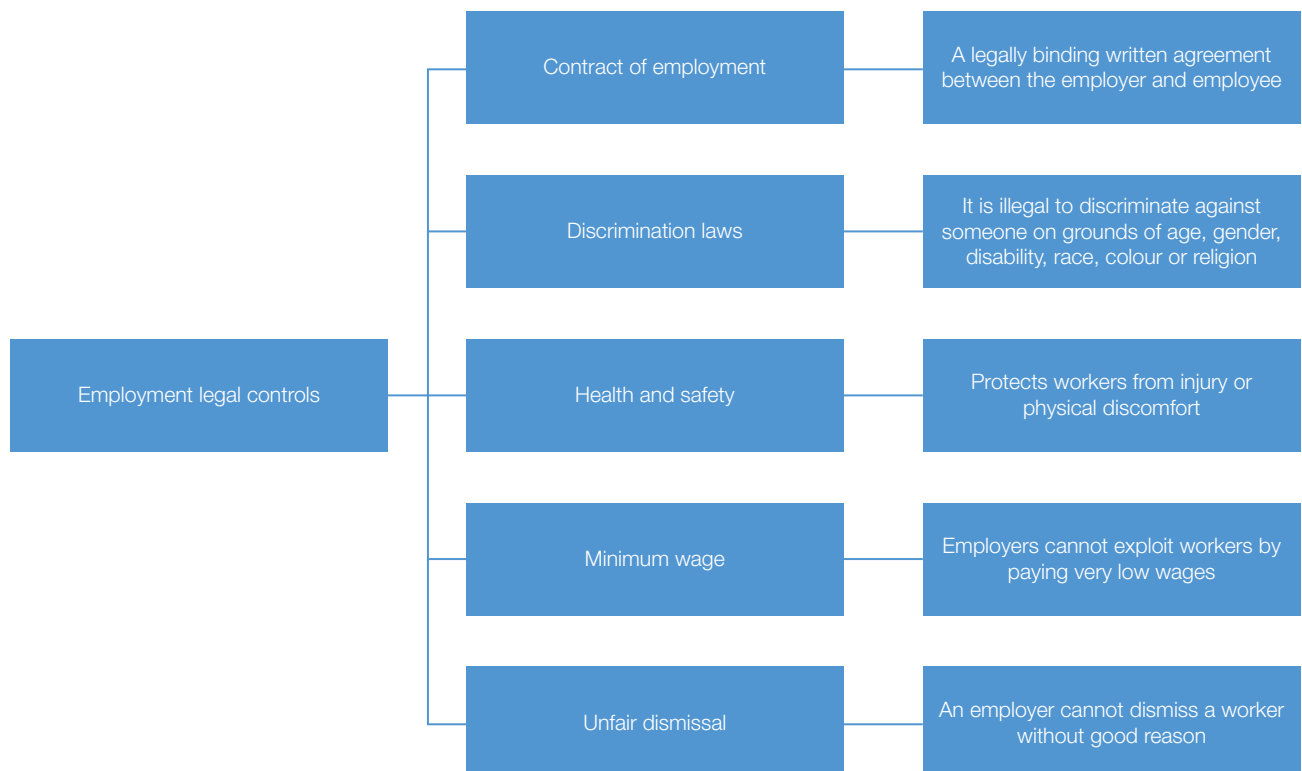 Employment legal controls
Contract of employment
A legally binding written agreement
between the employer and employee
Discrimination laws
It is illegal to discriminate against
someone on grounds of age, gender,
disability, race, colour or religion
Health and safety
Protects workers from injury or
physical discomfort
Minimum wage
Employers cannot exploit workers by
paying very low wages
Unfair dismissal
An employer cannot dismiss a worker
without good reason